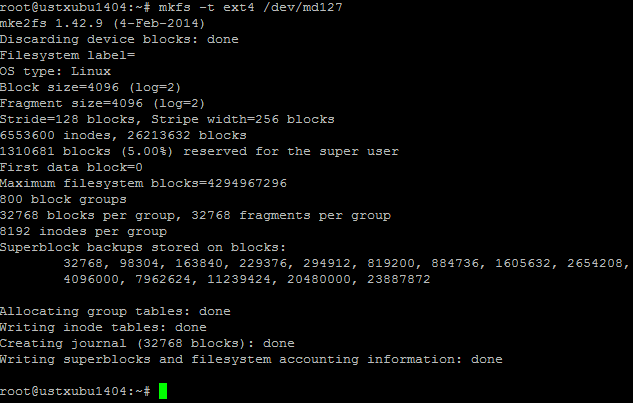 root@ustxubu1404:~# mkfs -t ext4 /dev/md127
mke2fs 1.42.9 (4-Feb-2014)
Discarding device blocks: done
Filesystem label=
OS type: Linux
Block size=4096 (log=2)
Fragment size=4096 (log=2)
Stride=128 blocks, Stripe width=256 blocks
6553600 inodes, 26213632 blocks
1310681 blocks (5.00%) reserved for the super user
First data block=0
Maximum filesystem blocks=4294967296
800 block groups
32768 blocks per group, 32768 fragments per group
8192 inodes per group
Superblock backups stored on blocks:
        32768, 98304, 163840, 229376, 294912, 819200, 884736, 1605632, 2654208,
        4096000, 7962624, 11239424, 20480000, 23887872

Allocating group tables: done
Writing inode tables: done
Creating journal (32768 blocks): done
Writing superblocks and filesystem accounting information: done

root@ustxubu1404:~#